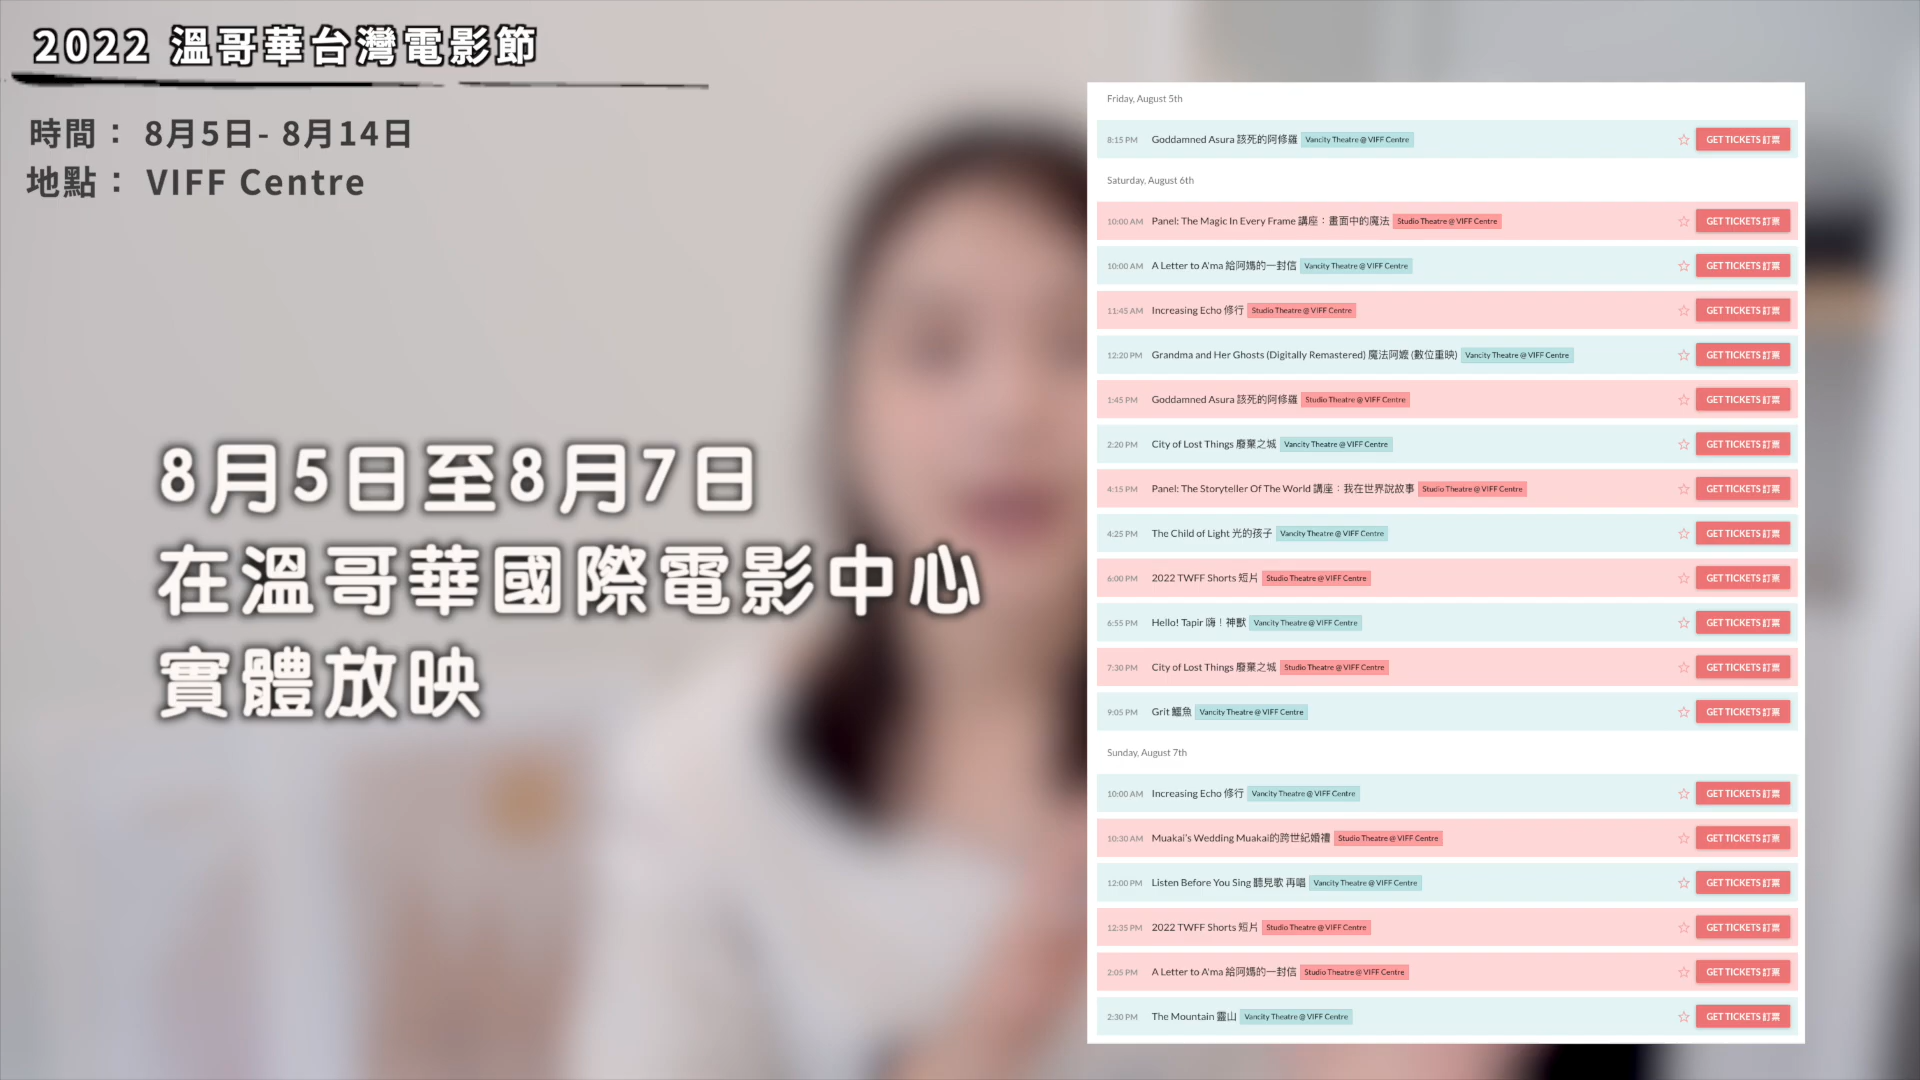 2022 溫哥華台灣電影節
時間： 8月5日- 8月14日
地點： VIFF Centre
8月5日至8月7日
在溫哥華國際電影中心
實體放映
Friday, August 5th
8:15 PM Goddamned Asura 該死的阿修羅 Vancity Theatre @ VIFF Centre GET TICKETS 訂票
Saturday, August 6th
10:00 AM Panel: The Magic In Every Frame 講座：畫面中的魔法 Studio Theatre @ VIFF Centre GET TICKETS 訂票
10:00 AM A Letter to A'ma 給阿媽的一封信 Vancity Theatre @ VIFF Centre GET TICKETS 訂票
11:45 AM Increasing Echo 修行 Studio Theatre @ VIFF Centre GET TICKETS 訂票
12:20 PM Grandma and Her Ghosts (Digitally Remastered) 魔法阿嬤 (數位重映) Vancity Theatre @ VIFF Centre GET TICKETS 訂票
1:45 PM Goddamned Asura 該死的阿修羅 Studio Theatre @ VIFF Centre GET TICKETS 訂票
2:20 PM City of Lost Things 廢棄之城 Vancity Theatre @ VIFF Centre GET TICKETS 訂票
4:15 PM Panel: The Storyteller Of The World 講座：我在世界說故事 Studio Theatre @ VIFF Centre GET TICKETS 訂票
4:25 PM The Child of Light 光的孩子 Vancity Theatre @ VIFF Centre GET TICKETS 訂票
6:00 PM 2022 TWFF Shorts 短片 Studio Theatre @ VIFF Centre GET TICKETS 訂票
6:55 PM Hello! Tapir 嗨！神獸 Vancity Theatre @ VIFF Centre GET TICKETS 訂票
7:30 PM City of Lost Things 廢棄之城 Studio Theatre @ VIFF Centre GET TICKETS 訂票
9:05 PM Grit 鱷魚 Vancity Theatre @ VIFF Centre GET TICKETS 訂票
Sunday, August 7th
10:00 AM Increasing Echo 修行 Vancity Theatre @ VIFF Centre GET TICKETS 訂票
10:30 AM Muakai's Wedding Muakai的跨世紀婚禮 Studio Theatre @ VIFF Centre GET TICKETS 訂票
12:00 PM Listen Before You Sing 聽見歌 再唱 Vancity Theatre @ VIFF Centre GET TICKETS 訂票
12:35 PM 2022 TWFF Shorts 短片 Studio Theatre @ VIFF Centre GET TICKETS 訂票
2:05 PM A Letter to A'ma 給阿媽的一封信 Studio Theatre @ VIFF Centre GET TICKETS 訂票
2:30 PM The Mountain 靈山 Vancity Theatre @ VIFF Centre GET TICKETS 訂票